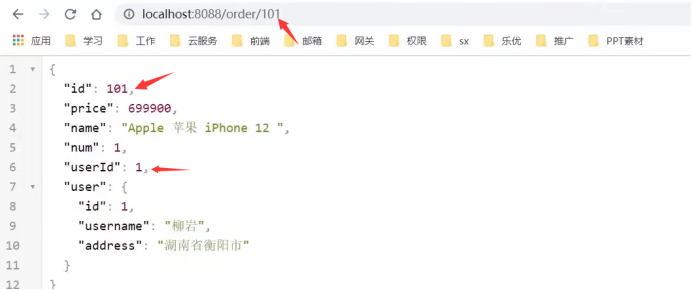 localhost:8088/order/101
应用 学习 工作 云服务 前端 邮箱 网关 权限 sx 乐优 推广 PPT素材
1 {
2 "id": 101,
3 "price": 699900,
4 "name": "Apple 苹果 iPhone 12 ",
5 "num": 1,
6 "userId": 1,
7 "user": {
8 "id": 1,
9 "username": "柳岩",
10 "address": "湖南省衡阳市"
11 }
12 }